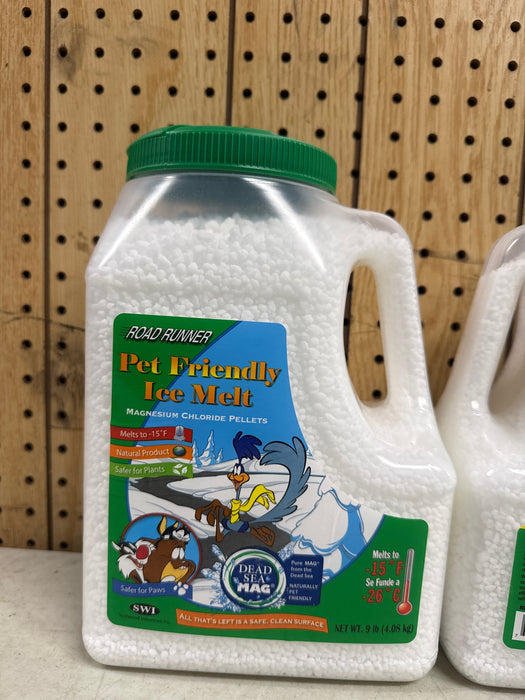 ROAD RUNNER
Pet Friendly
Ice Melt
MAGNESIUM CHLORIDE PELLETS
Melts to -15°F
Natural Product
Safer for Plants
Safer for Paws
SWI
DEAD
SEA
MAG®
Pure MAG®
from the
Dead Sea
NATURALLY
PET
FRIENDLY
ALL THAT'S LEFT IS A SAFE, CLEAN SURFACE
Melts to
-15°F
Se Funde a
-26°C
NET WT. 9 lb (4.08 kg)